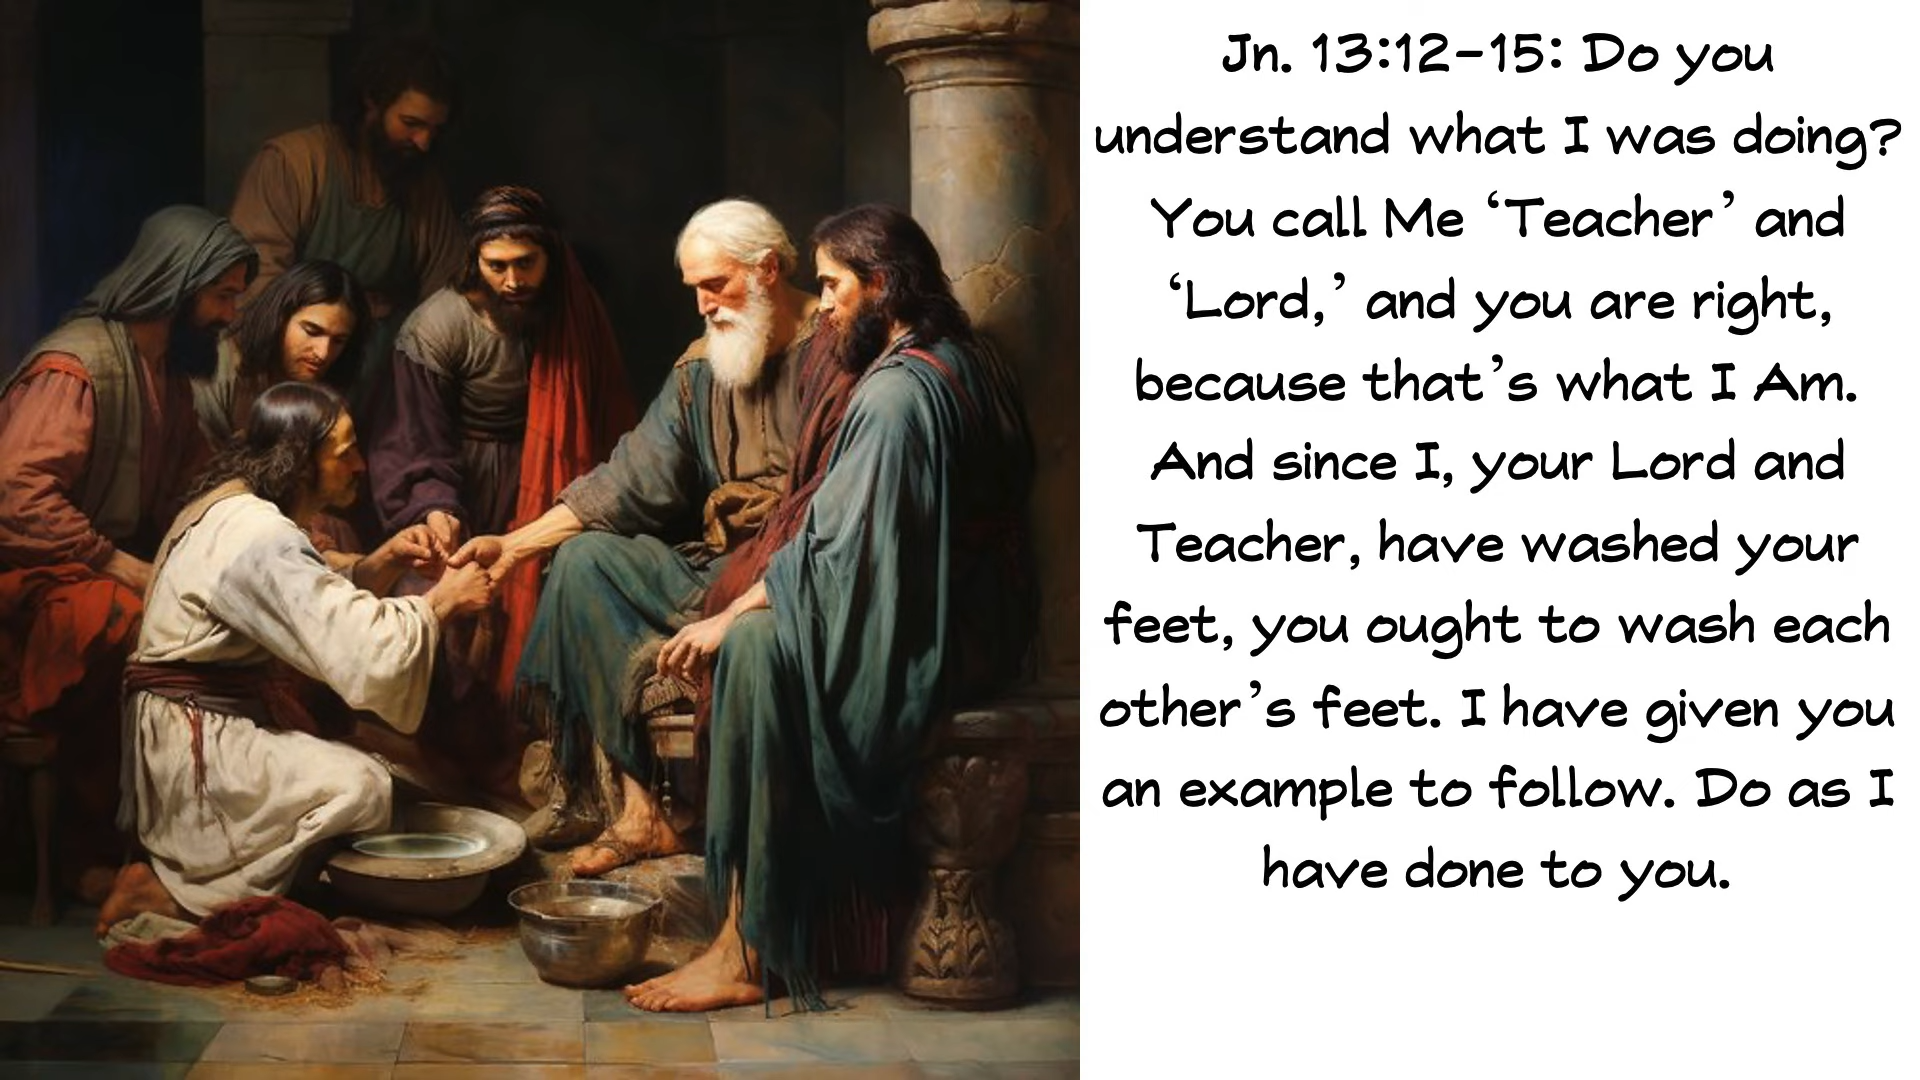 Jn. 13:12-15: Do you
understand what I was doing?
You call Me ‘Teacher’ and
‘Lord,’ and you are right,
because that’s what I Am.
And since I, your Lord and
Teacher, have washed your
feet, you ought to wash each
other’s feet. I have given you
an example to follow. Do as I
have done to you.